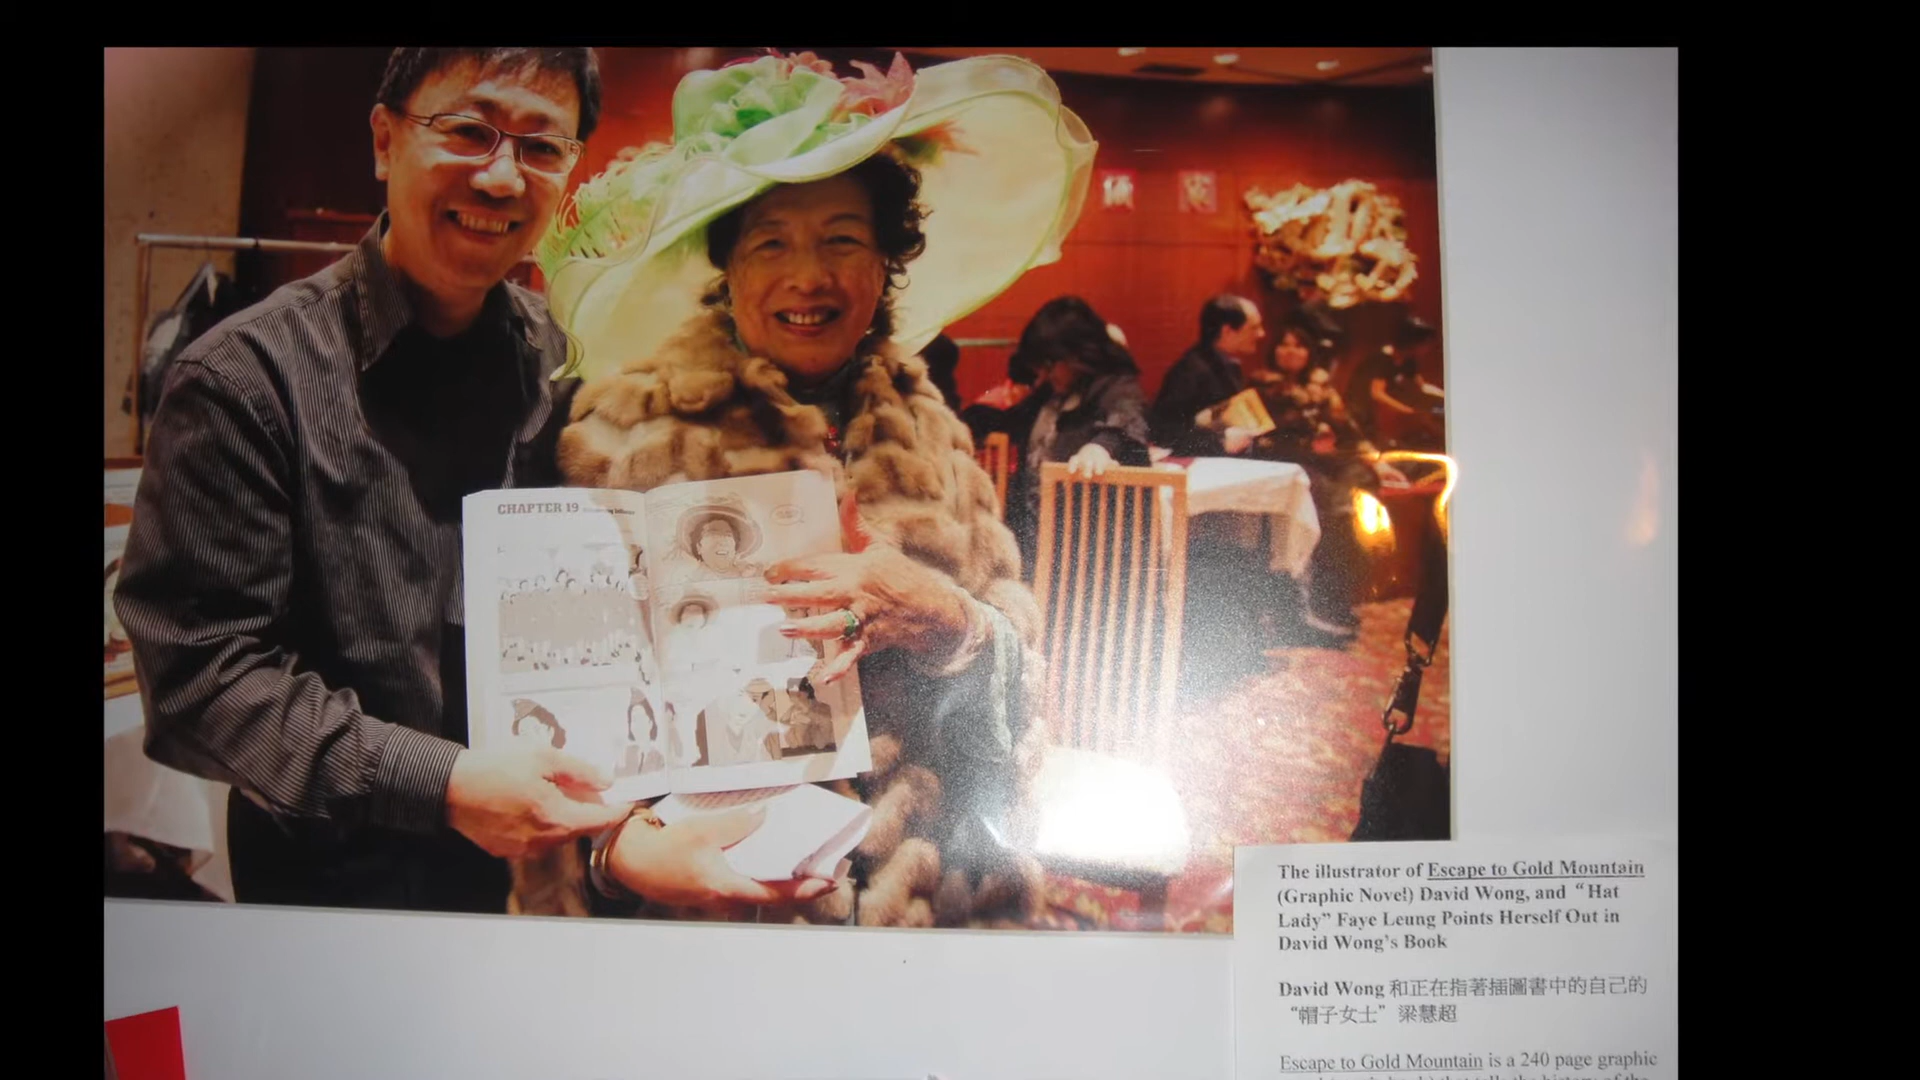 CHAPTER 19
The illustrator of Escape to Gold Mountain
(Graphic Novel) David Wong, and “Hat
Lady” Faye Leung Points Herself Out in
David Wong’s Book
David Wong 和正在指著插圖書中的自己的
“帽子女士” 梁慧超
Escape to Gold Mountain is a 240 page graphic